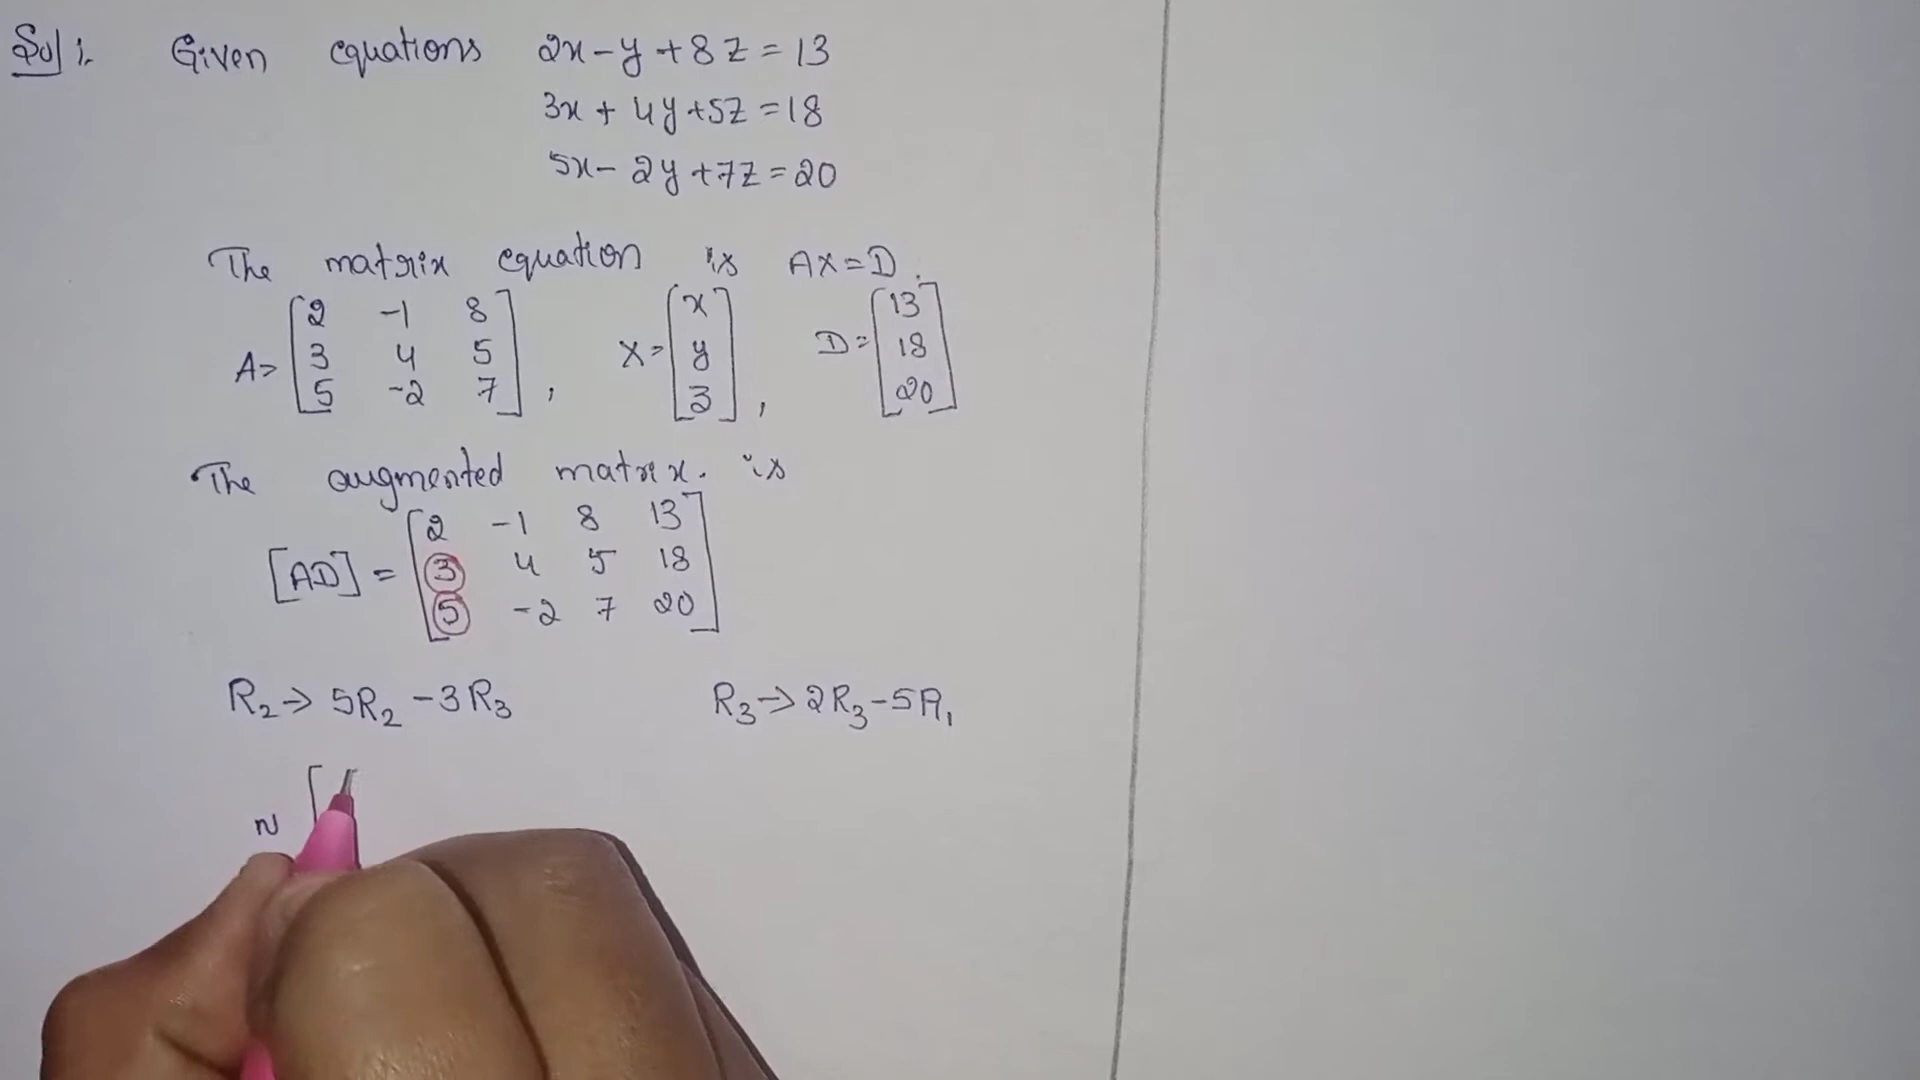 Sol:- Given equations 2x-y+8z=13
3x+4y+5z=18
5x-2y+7z=20
The matrix equation is AX=D.
A= [2 -1 8
3 4 5
5 -2 7], X= [x
y
3], D= [13
18
20]
The augmented matrix. is
[AD] = [2 -1 8 13
3 4 5 18
5 -2 7 20]
R2→5R2-3R3 R3→2R3-5R1
~ [